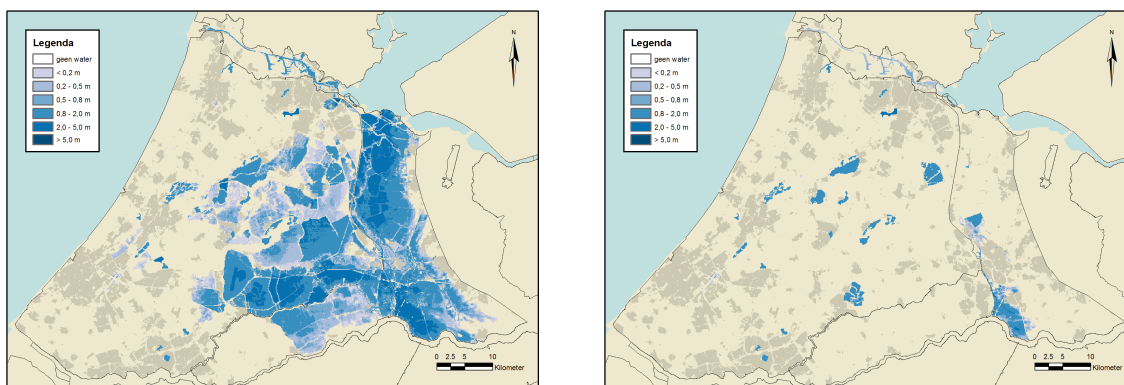 Legenda
geen water
< 0,2 m
0,2 - 0,5 m
0,5 - 0,8 m
0,8 - 2,0 m
2,0 - 5,0 m
> 5,0 m
N
0 2.5 5 10
Kilometer
Legenda
geen water
< 0,2 m
0,2 - 0,5 m
0,5 - 0,8 m
0,8 - 2,0 m
2,0 - 5,0 m
> 5,0 m
N
0 2.5 5 10
Kilometer